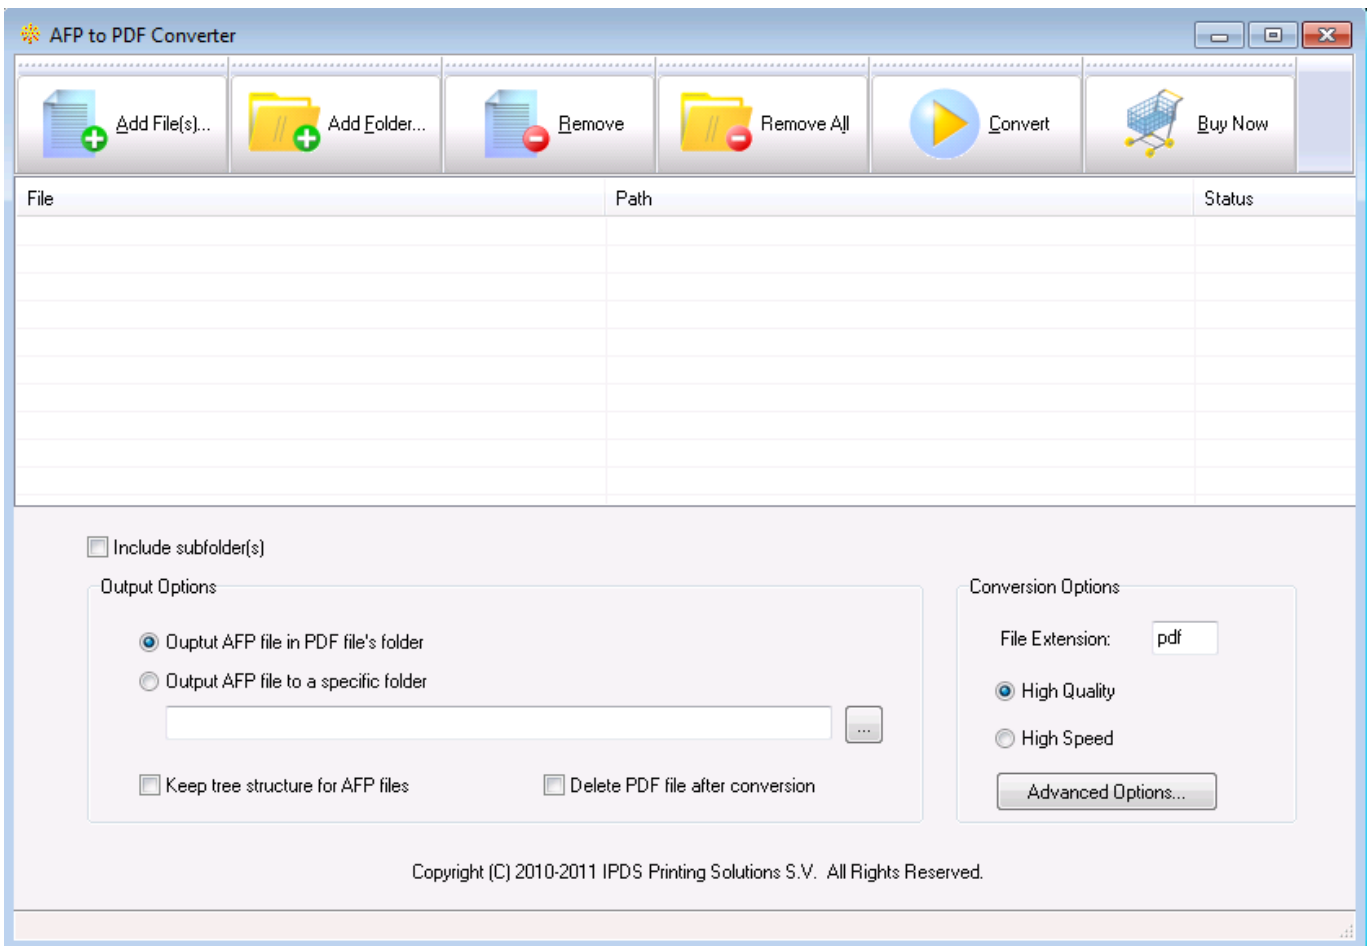 AFP to PDF Converter
Add File(s)... Add Folder... Remove Remove All Convert Buy Now
File Path Status
Include subfolder(s)
Output Options Conversion Options
Ouptut AFP file in PDF file's folder File Extension: pdf
Output AFP file to a specific folder High Quality
...
High Speed
Keep tree structure for AFP files Delete PDF file after conversion Advanced Options...
Copyright (C) 2010-2011 IPDS Printing Solutions S.V. All Rights Reserved.